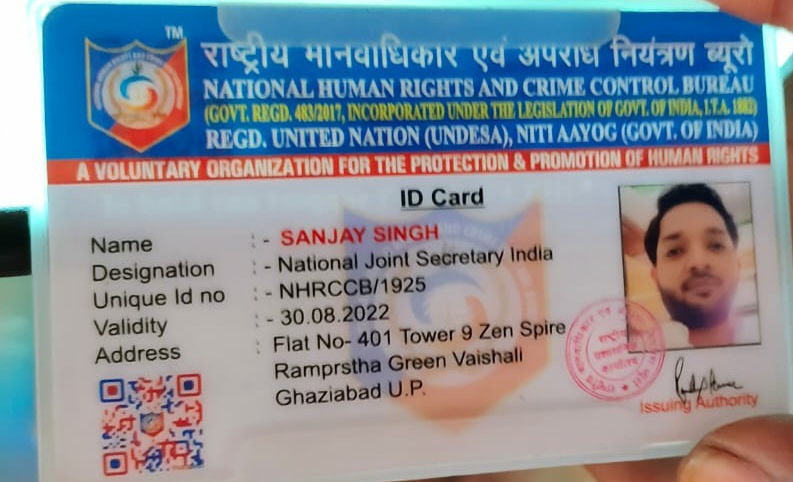 TM
राष्ट्रीय मानवाधिकार एवं अपराध नियंत्रण ब्यूरो
NATIONAL HUMAN RIGHTS AND CRIME CONTROL BUREAU
(GOVT. REGD. 483/2017, INCORPORATED UNDER THE LEGISLATION OF GOVT. OF INDIA, I.T.A. 1882)
REGD. UNITED NATION (UNDESA), NITI AAYOG (GOVT. OF INDIA)
A VOLUNTARY ORGANIZATION FOR THE PROTECTION & PROMOTION OF HUMAN RIGHTS
ID Card
Name : - SANJAY SINGH
Designation : - National Joint Secretary India
Unique Id no : - NHRCCB/1925
Validity : - 30.08.2022
Address : Flat No- 401 Tower 9 Zen Spire
Ramprstha Green Vaishali
Ghaziabad U.P.
राष्ट्रीय
कार्यालय
Issuing Authority